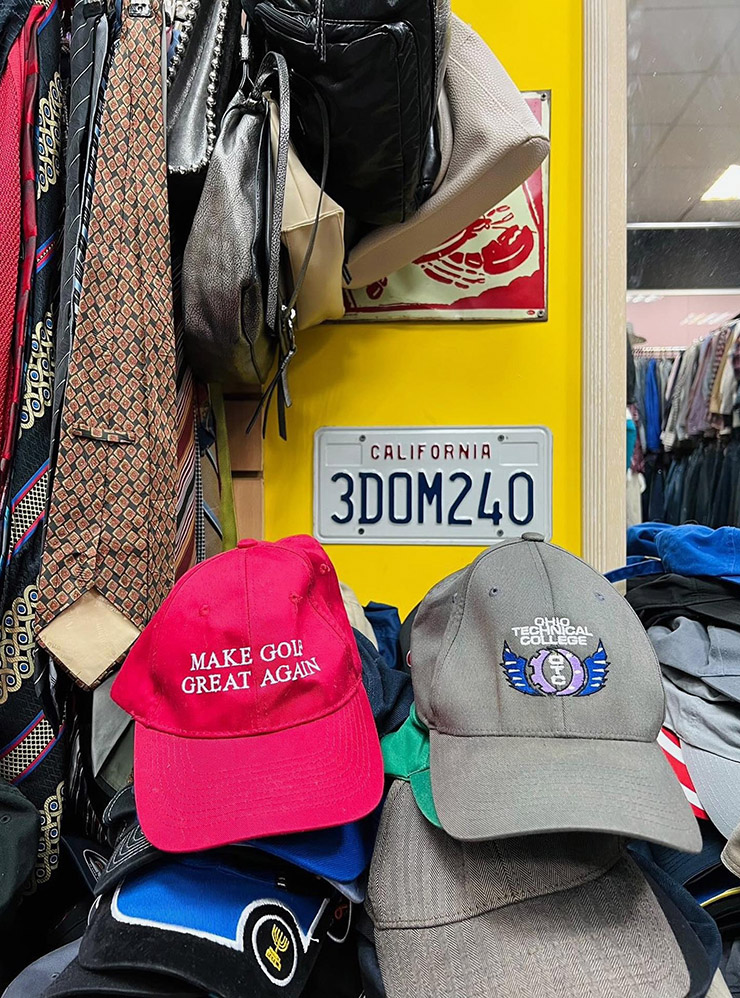 CALIFORNIA
3DOM240
MAKE GOLF
GREAT AGAIN
OHIO
TECHNICAL
COLLEGE
OTC